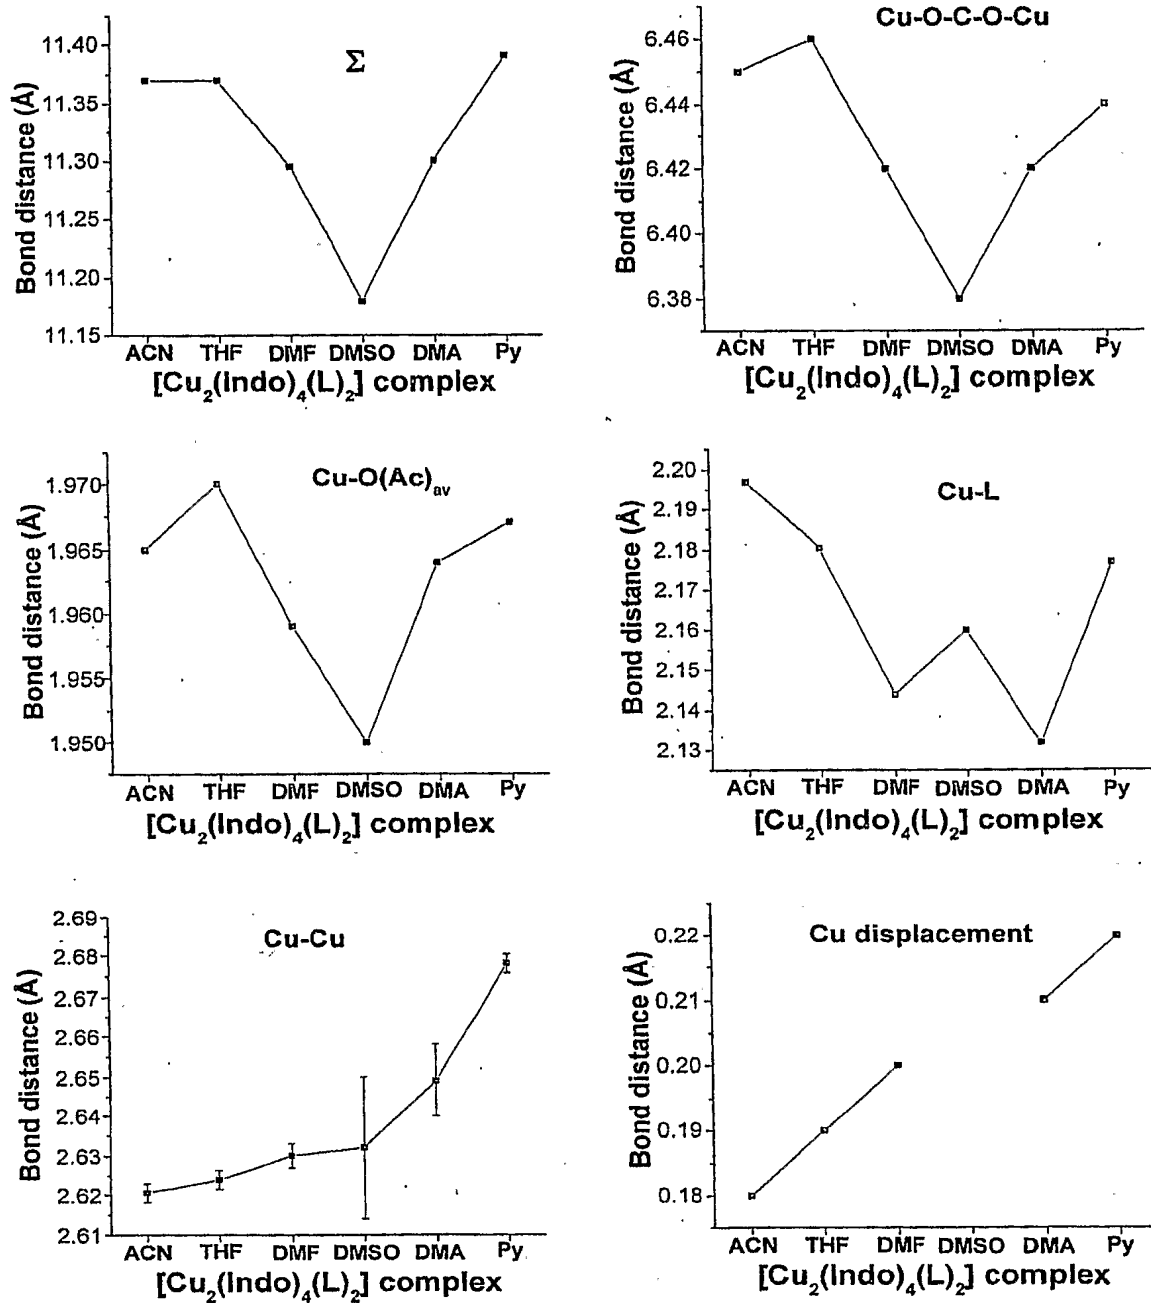 Σ
Bond distance (Å)
11.40
11.35
11.30
11.25
11.20
11.15
ACN THF DMF DMSO DMA Py
[Cu₂(Indo)₄(L)₂] complex
Cu-O-C-O-Cu
Bond distance (Å)
6.46
6.44
6.42
6.40
6.38
ACN THF DMF DMSO DMA Py
[Cu₂(Indo)₄(L)₂] complex
Cu-O(Ac)av
Bond distance (Å)
1.970
1.965
1.960
1.955
1.950
ACN THF DMF DMSO DMA Py
[Cu₂(Indo)₄(L)₂] complex
Cu-L
Bond distance (Å)
2.20
2.19
2.18
2.17
2.16
2.15
2.14
2.13
ACN THF DMF DMSO DMA Py
[Cu₂(Indo)₄(L)₂] complex
Cu-Cu
Bond distance (Å)
2.69
2.68
2.67
2.66
2.65
2.64
2.63
2.62
2.61
ACN THF DMF DMSO DMA Py
[Cu₂(Indo)₄(L)₂] complex
Cu displacement
Bond distance (Å)
0.22
0.21
0.20
0.19
0.18
ACN THF DMF DMSO DMA Py
[Cu₂(Indo)₄(L)₂] complex